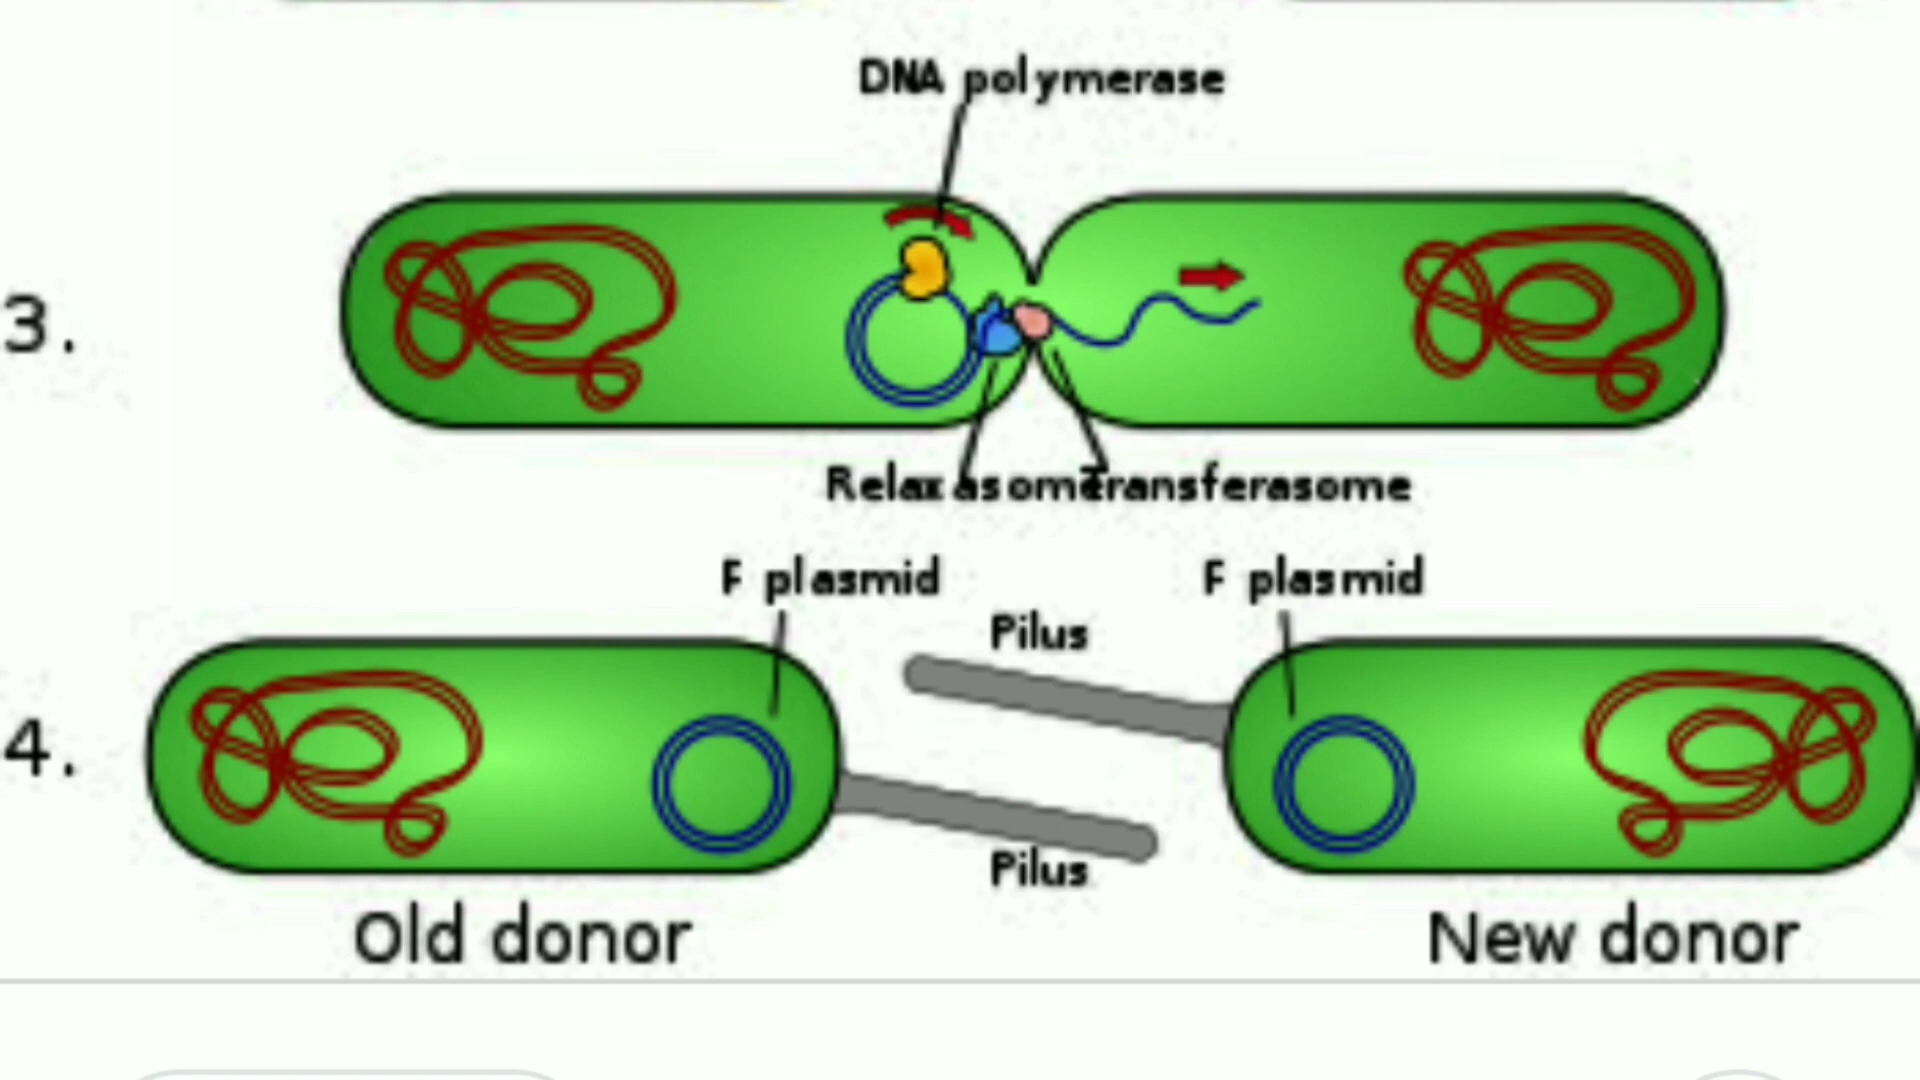 DNA polymerase
3.
Relaxasome Transferasome
F plasmid F plasmid
Pilus
4.
Pilus
Old donor New donor